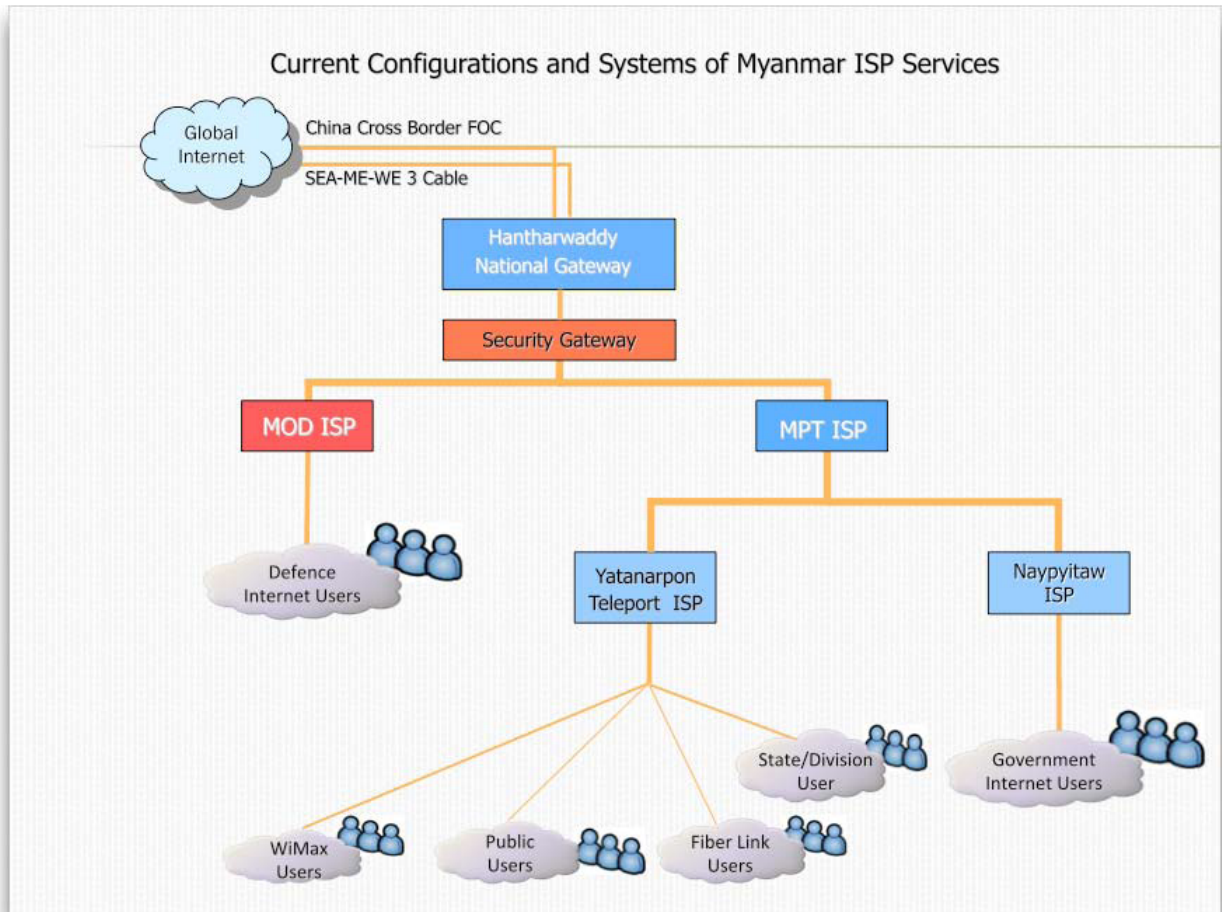 Current Configurations and Systems of Myanmar ISP Services
Global
Internet
China Cross Border FOC
SEA-ME-WE 3 Cable
Hantharwaddy
National Gateway
Security Gateway
MOD ISP
MPT ISP
Defence
Internet Users
Yatanarpon
Teleport ISP
Naypyitaw
ISP
State/Division
User
Government
Internet Users
WiMax
Users
Public
Users
Fiber Link
Users